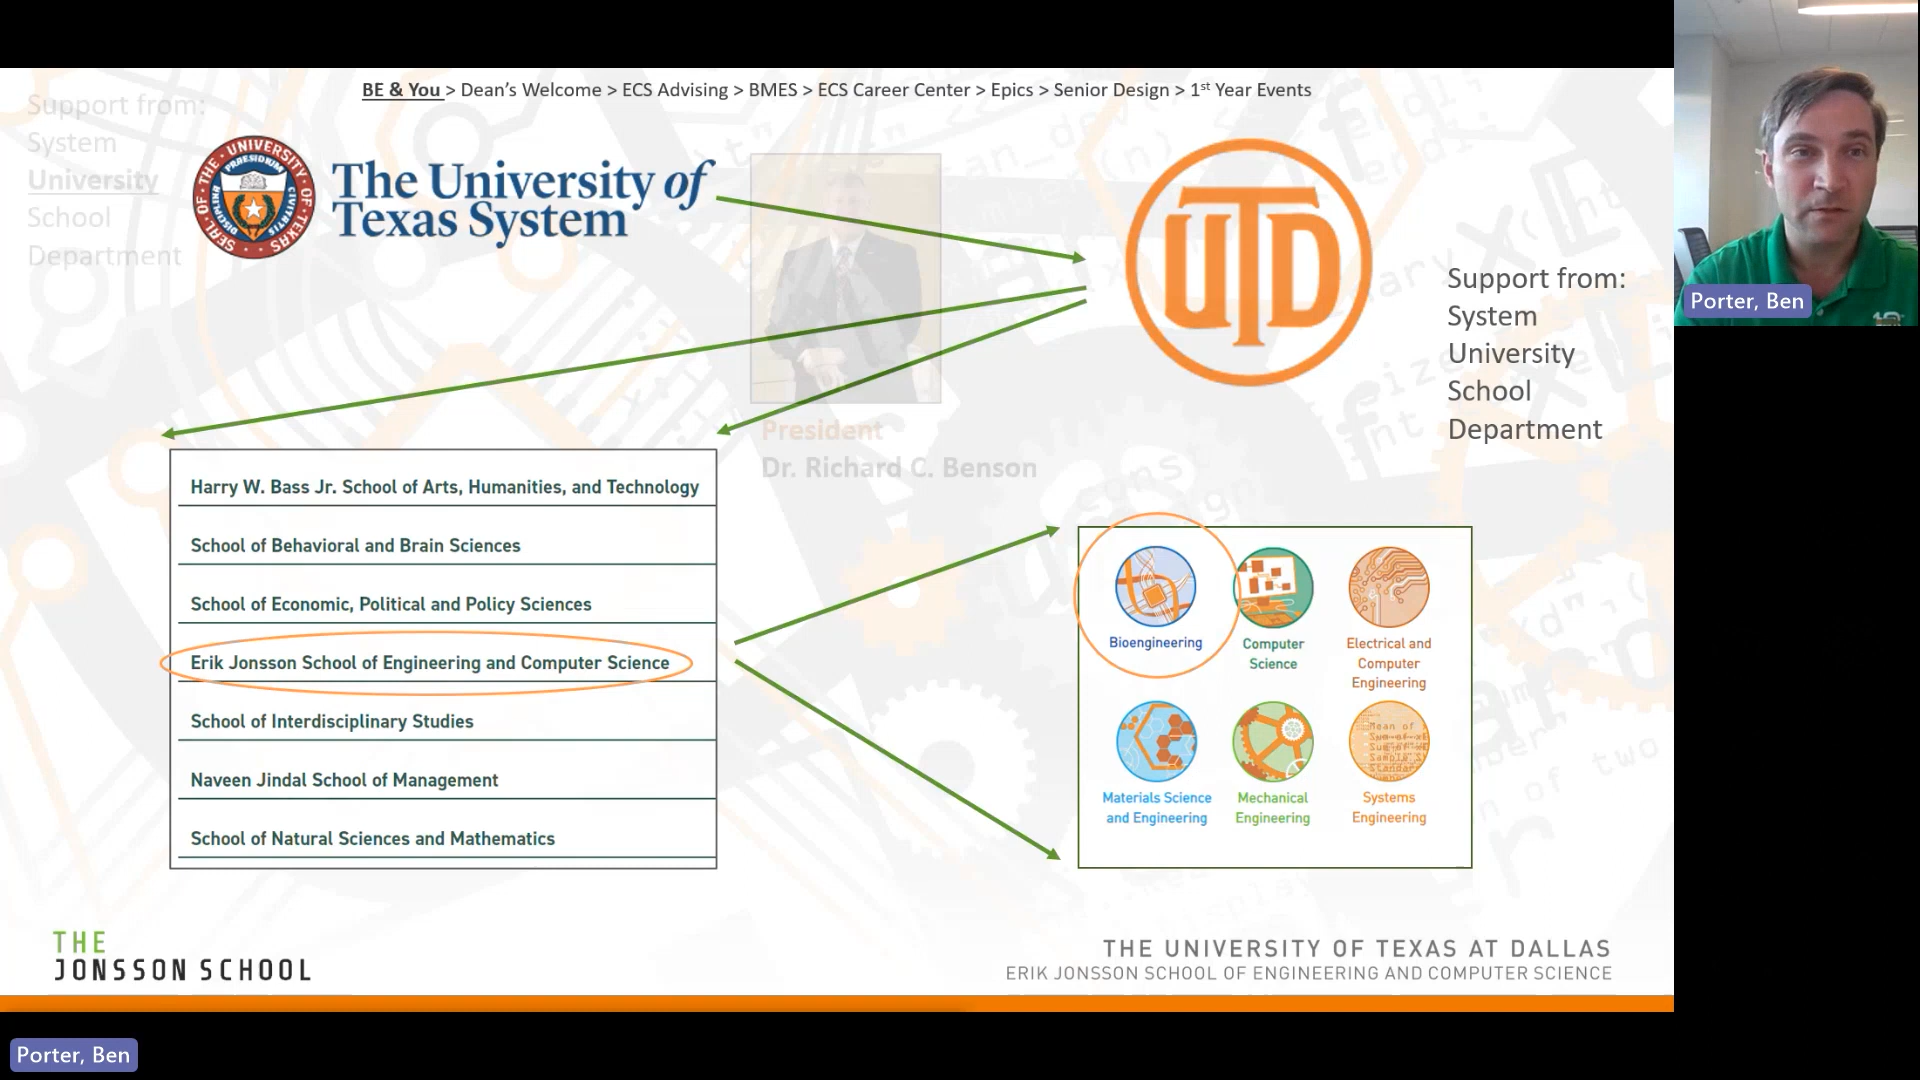 BE & You > Dean's Welcome > ECS Advising > BMES > ECS Career Center > Epics > Senior Design > 1st Year Events
Support from:
System
University
School
Department
The University of
Texas System
UTD
Support from:
System
University
School
Department
President
Dr. Richard C. Benson
Harry W. Bass Jr. School of Arts, Humanities, and Technology
School of Behavioral and Brain Sciences
School of Economic, Political and Policy Sciences
Erik Jonsson School of Engineering and Computer Science
School of Interdisciplinary Studies
Naveen Jindal School of Management
School of Natural Sciences and Mathematics
Bioengineering
Computer
Science
Electrical and
Computer
Engineering
Materials Science
and Engineering
Mechanical
Engineering
Systems
Engineering
THE
JONSSON SCHOOL
THE UNIVERSITY OF TEXAS AT DALLAS
ERIK JONSSON SCHOOL OF ENGINEERING AND COMPUTER SCIENCE
Porter, Ben
Porter, Ben